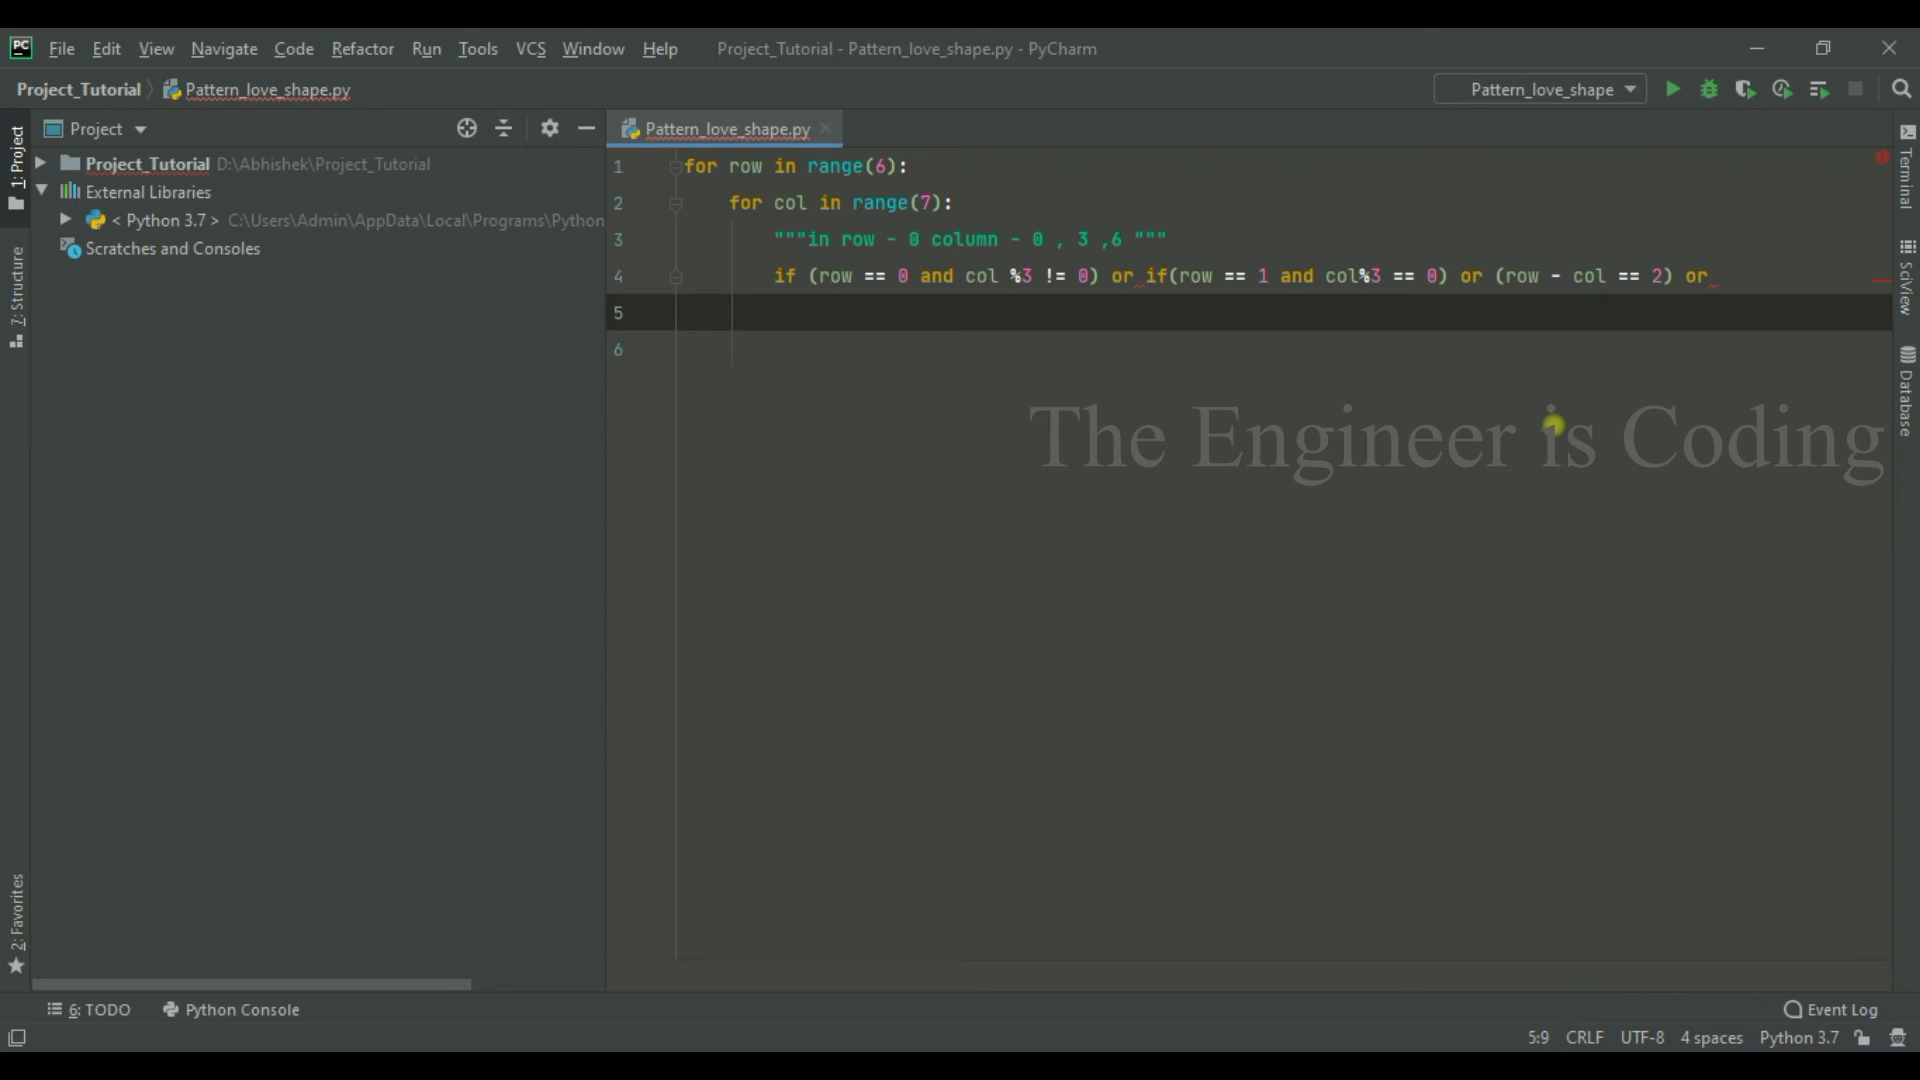 PC File Edit View Navigate Code Refactor Run Tools VCS Window Help Project_Tutorial - Pattern_love_shape.py - PyCharm
Project_Tutorial Pattern_love_shape.py Pattern_love_shape
1: Project
Project
Pattern_love_shape.py
Project_Tutorial D:\Abhishek\Project_Tutorial
External Libraries
< Python 3.7 > C:\Users\Admin\AppData\Local\Programs\Python
Scratches and Consoles
7: Structure
2: Favorites
1 for row in range(6):
2 for col in range(7):
3 """in row - 0 column - 0 , 3 ,6 """
4 if (row == 0 and col %3 != 0) or if(row == 1 and col%3 == 0) or (row - col == 2) or
5
6
The Engineer is Coding
Terminal
SciView
Database
6: TODO Python Console Event Log
5:9 CRLF UTF-8 4 spaces Python 3.7